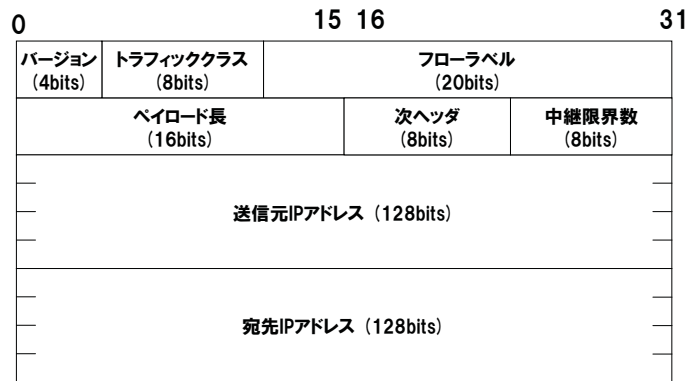 0 15 16 31
バージョン トラフィッククラス フローラベル
(4bits) (8bits) (20bits)
ペイロード長 次ヘッダ 中継限界数
(16bits) (8bits) (8bits)
送信元IPアドレス (128bits)
宛先IPアドレス (128bits)